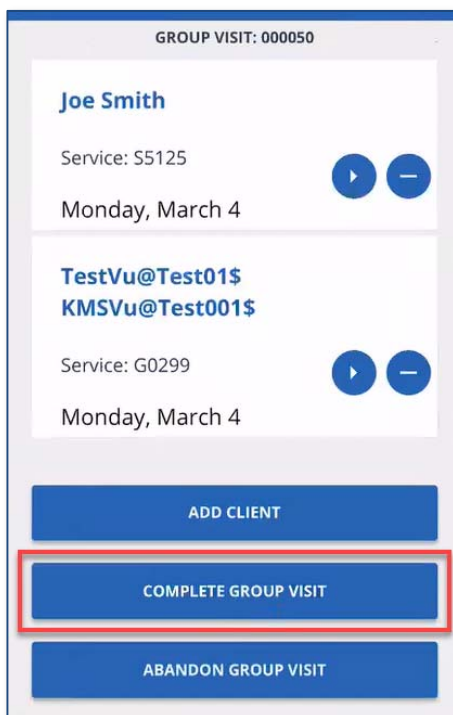 GROUP VISIT: 000050
Joe Smith
Service: S5125
Monday, March 4
TestVu@Test01$
KMSVu@Test001$
Service: G0299
Monday, March 4
ADD CLIENT
COMPLETE GROUP VISIT
ABANDON GROUP VISIT